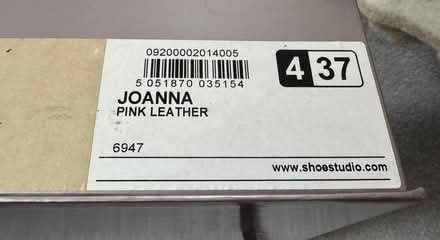 09200002014005
5 051870 035154
4 37
JOANNA
PINK LEATHER
6947
www.shoestudio.com